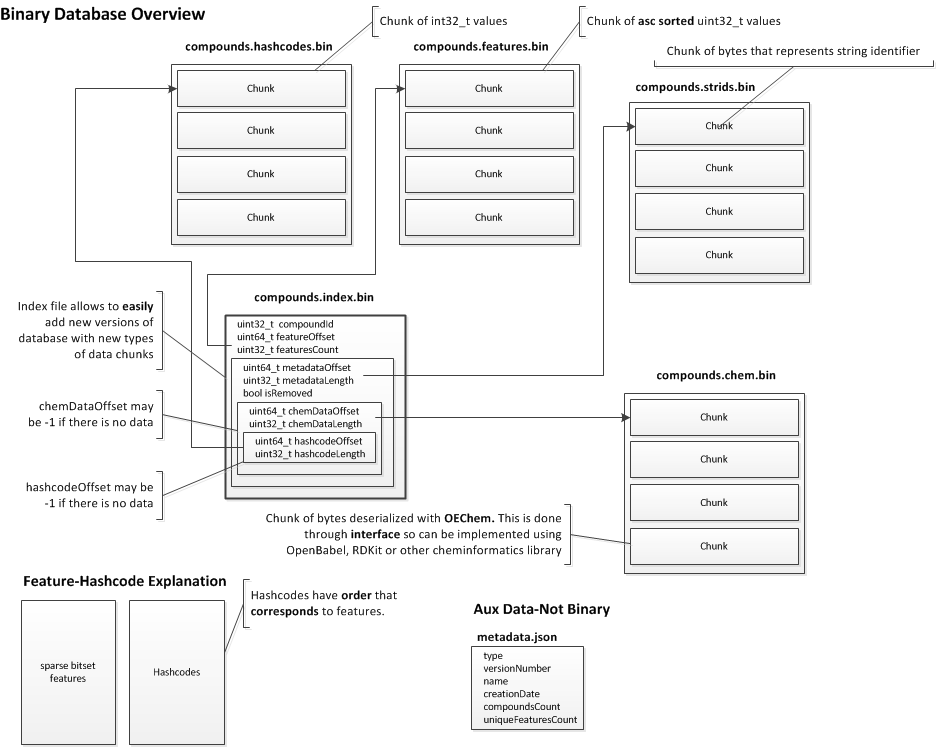 Binary Database Overview
Chunk of int32_t values
Chunk of asc sorted uint32_t values
Chunk of bytes that represents string identifier
compounds.hashcodes.bin
Chunk
Chunk
Chunk
Chunk
compounds.features.bin
Chunk
Chunk
Chunk
Chunk
compounds.strids.bin
Chunk
Chunk
Chunk
Chunk
Index file allows to easily
add new versions of
database with new types
of data chunks
chemDataOffset may
be -1 if there is no data
hashcodeOffset may be
-1 if there is no data
compounds.index.bin
uint32_t compoundId
uint64_t featureOffset
uint32_t featuresCount
uint64_t metadataOffset
uint32_t metadataLength
bool isRemoved
uint64_t chemDataOffset
uint32_t chemDataLength
uint64_t hashcodeOffset
uint32_t hashcodeLength
compounds.chem.bin
Chunk
Chunk
Chunk
Chunk
Chunk of bytes deserialized with OEChem. This is done
through interface so can be implemented using
OpenBabel, RDKit or other cheminformatics library
Feature-Hashcode Explanation
sparse bitset
features
Hashcodes
Hashcodes have order that
corresponds to features.
Aux Data-Not Binary
metadata.json
type
versionNumber
name
creationDate
compoundsCount
uniqueFeaturesCount